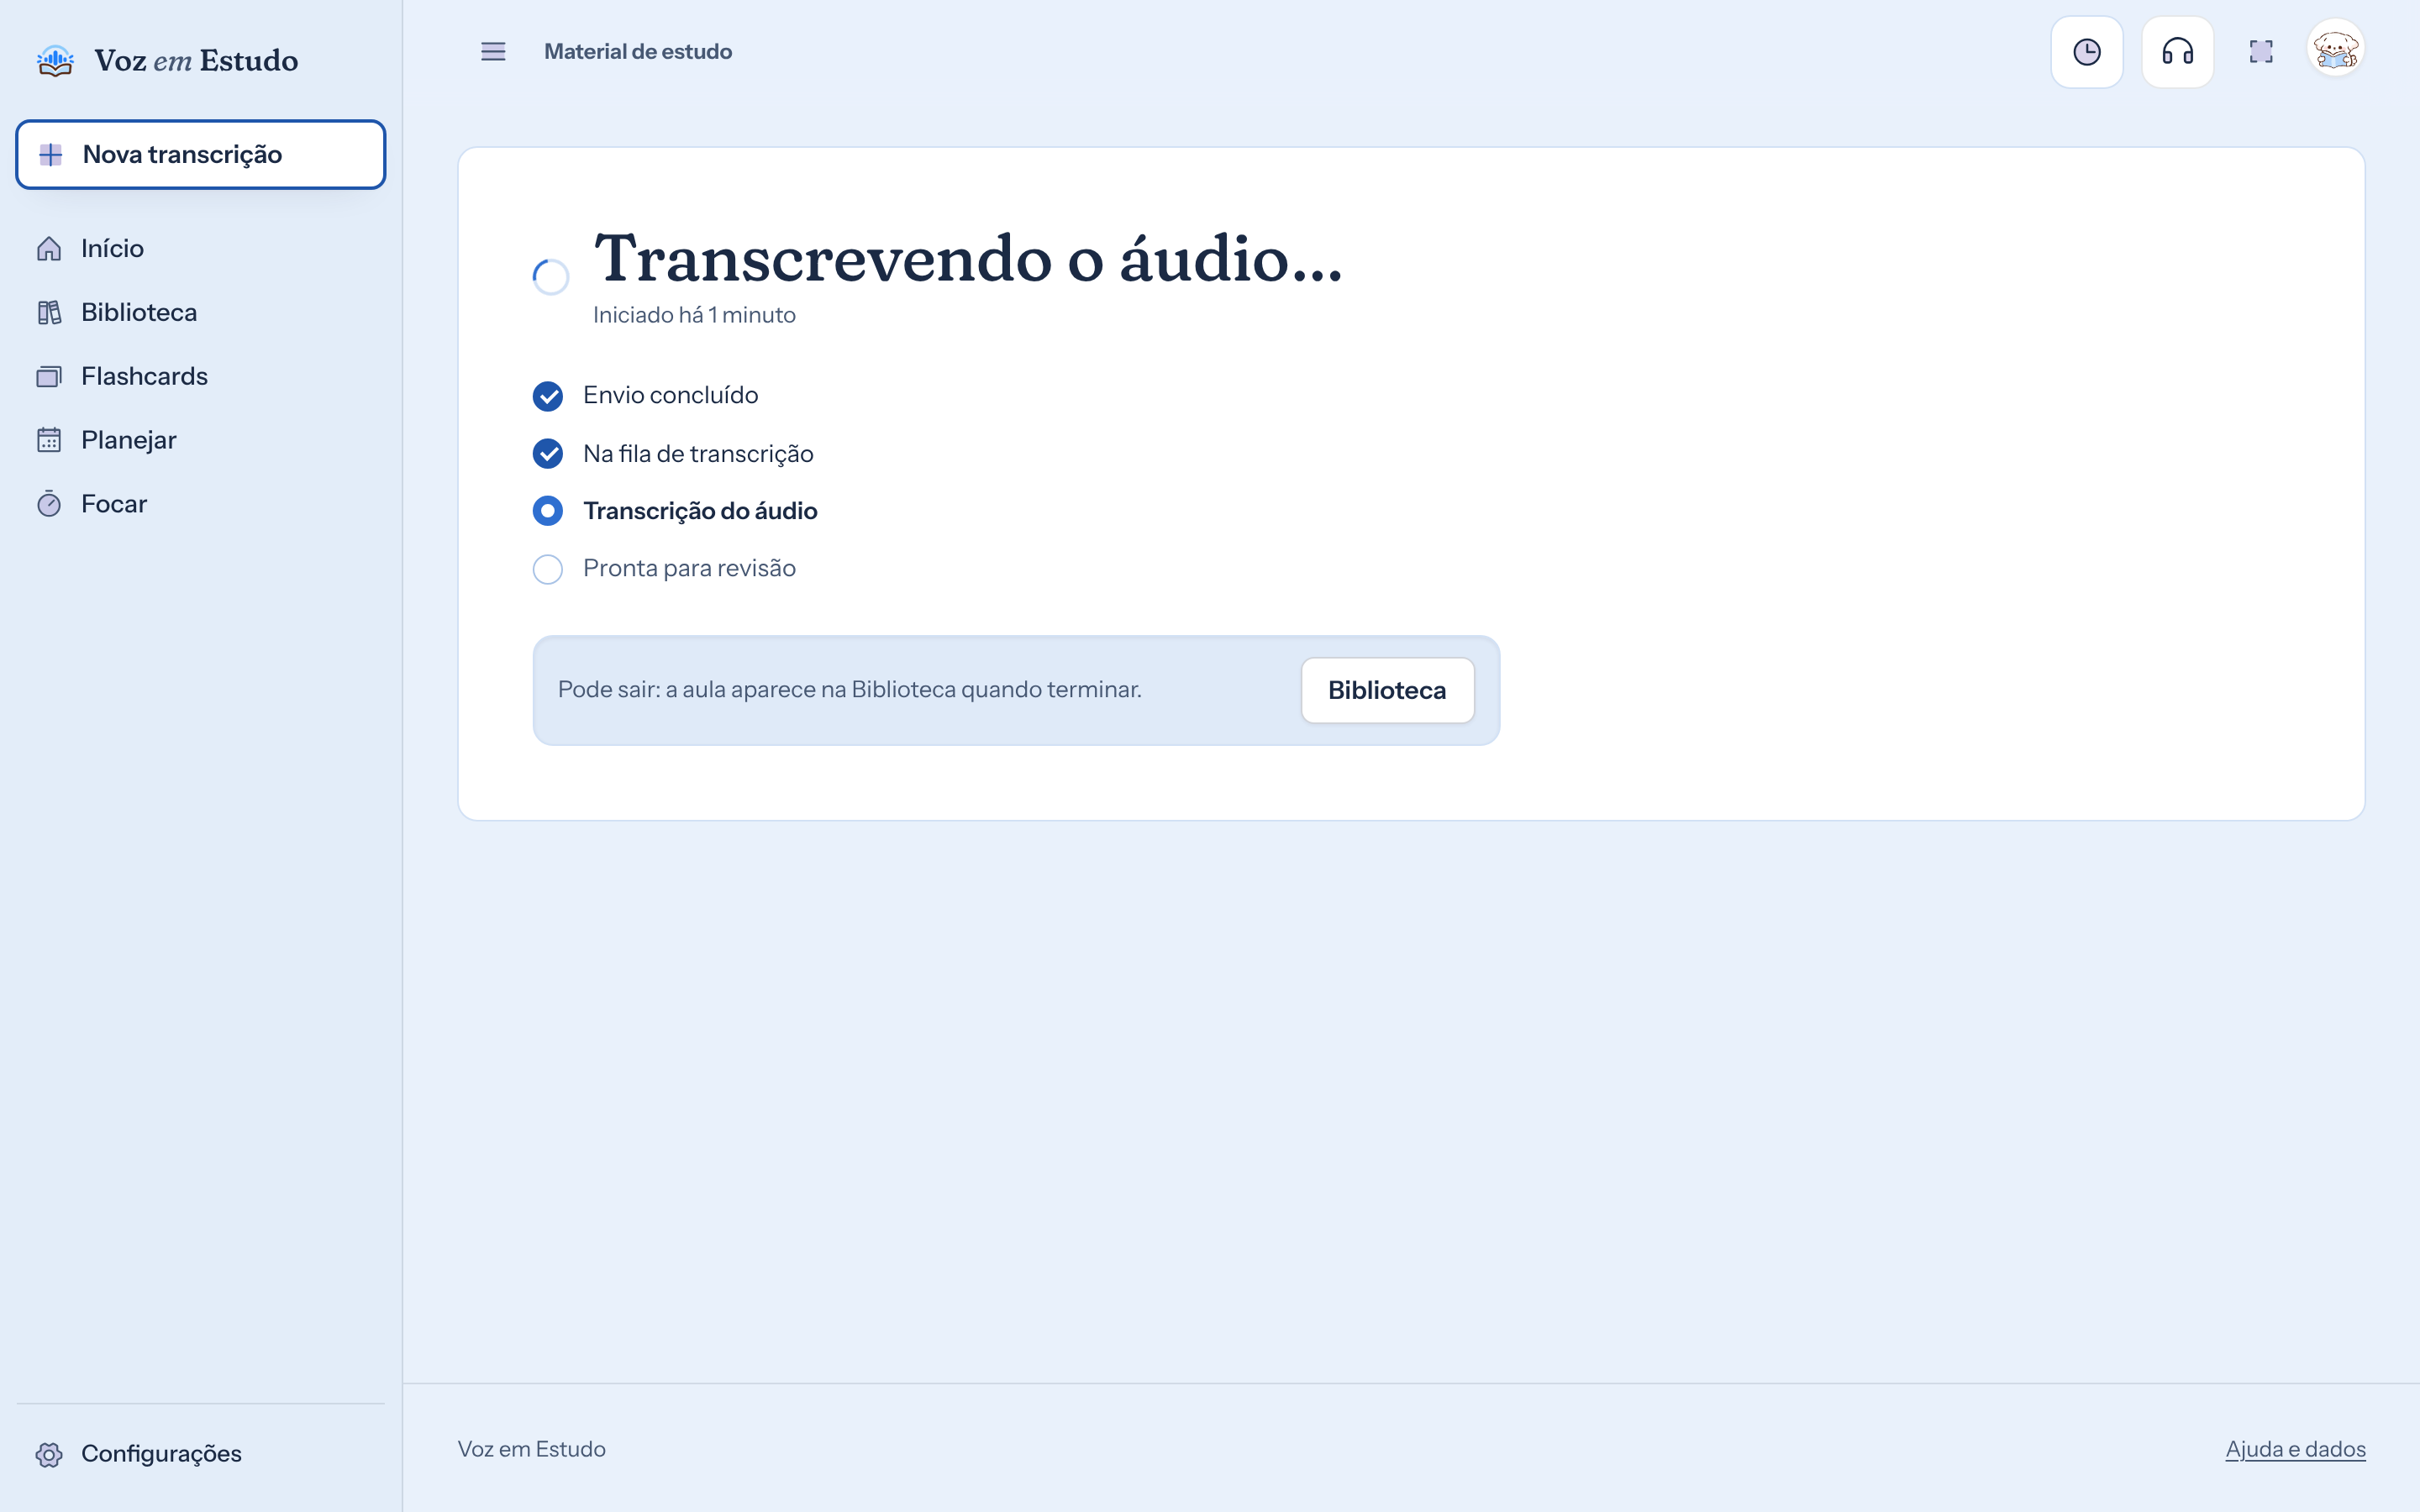 Voz em Estudo
Nova transcrição
Início
Biblioteca
Flashcards
Planejar
Focar
Configurações
Material de estudo
Transcrevendo o áudio...
Iniciado há 1 minuto
Envio concluído
Na fila de transcrição
Transcrição do áudio
Pronta para revisão
Pode sair: a aula aparece na Biblioteca quando terminar.
Biblioteca
Voz em Estudo
Ajuda e dados